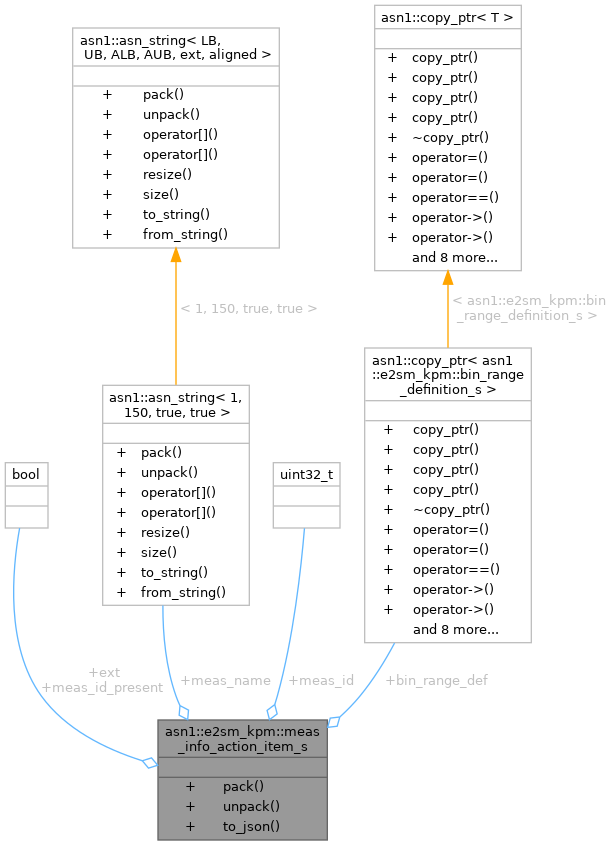 asn1::asn_string< LB,
UB, ALB, AUB, ext, aligned >
+ pack()
+ unpack()
+ operator[]()
+ operator[]()
+ resize()
+ size()
+ to_string()
+ from_string()
asn1::copy_ptr< T >
+ copy_ptr()
+ copy_ptr()
+ copy_ptr()
+ copy_ptr()
+ ~copy_ptr()
+ operator=()
+ operator=()
+ operator==()
+ operator->()
+ operator->()
and 8 more...
< 1, 150, true, true >
< asn1::e2sm_kpm::bin
_range_definition_s >
asn1::asn_string< 1,
150, true, true >
+ pack()
+ unpack()
+ operator[]()
+ operator[]()
+ resize()
+ size()
+ to_string()
+ from_string()
asn1::copy_ptr< asn1
::e2sm_kpm::bin_range
_definition_s >
+ copy_ptr()
+ copy_ptr()
+ copy_ptr()
+ copy_ptr()
+ ~copy_ptr()
+ operator=()
+ operator=()
+ operator==()
+ operator->()
+ operator->()
and 8 more...
bool
uint32_t
+ext
+meas_id_present
+meas_name
+meas_id
+bin_range_def
asn1::e2sm_kpm::meas
_info_action_item_s
+ pack()
+ unpack()
+ to_json()